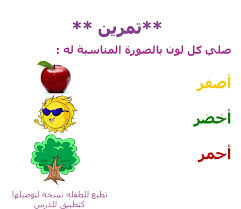 **تمرين **
صلي كل لون بالصورة المناسبة له :
أصفر
أخضر
أحمر
تطبع للطفله نسخة لتوصيلها
كتطبيق للدرس